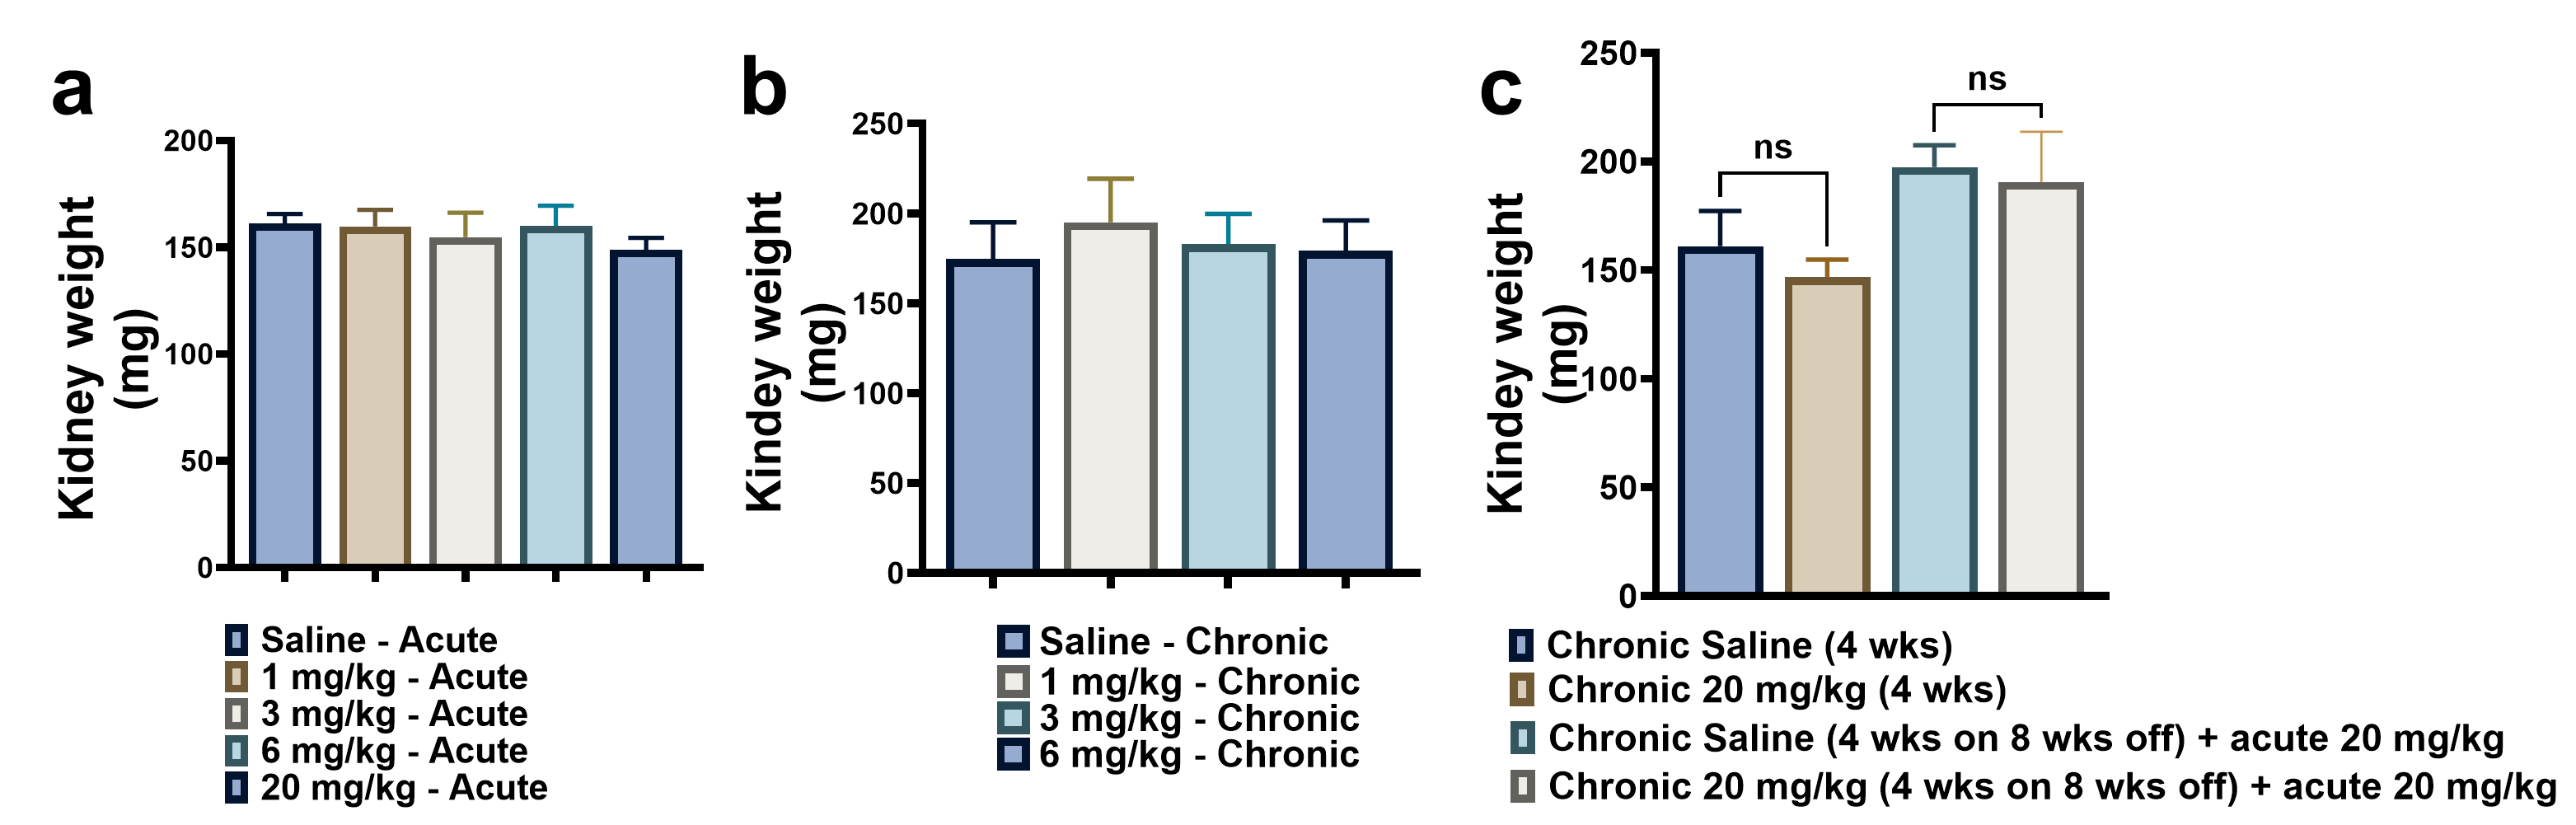 a
200
150
100
50
0
Kidney weight
(mg)
Saline - Acute
1 mg/kg - Acute
3 mg/kg - Acute
6 mg/kg - Acute
20 mg/kg - Acute
b
250
200
150
100
50
0
Kindey weight
(mg)
Saline - Chronic
1 mg/kg - Chronic
3 mg/kg - Chronic
6 mg/kg - Chronic
c
250
200
150
100
50
0
Kindey weight
(mg)
ns
ns
Chronic Saline (4 wks)
Chronic 20 mg/kg (4 wks)
Chronic Saline (4 wks on 8 wks off) + acute 20 mg/kg
Chronic 20 mg/kg (4 wks on 8 wks off) + acute 20 mg/kg